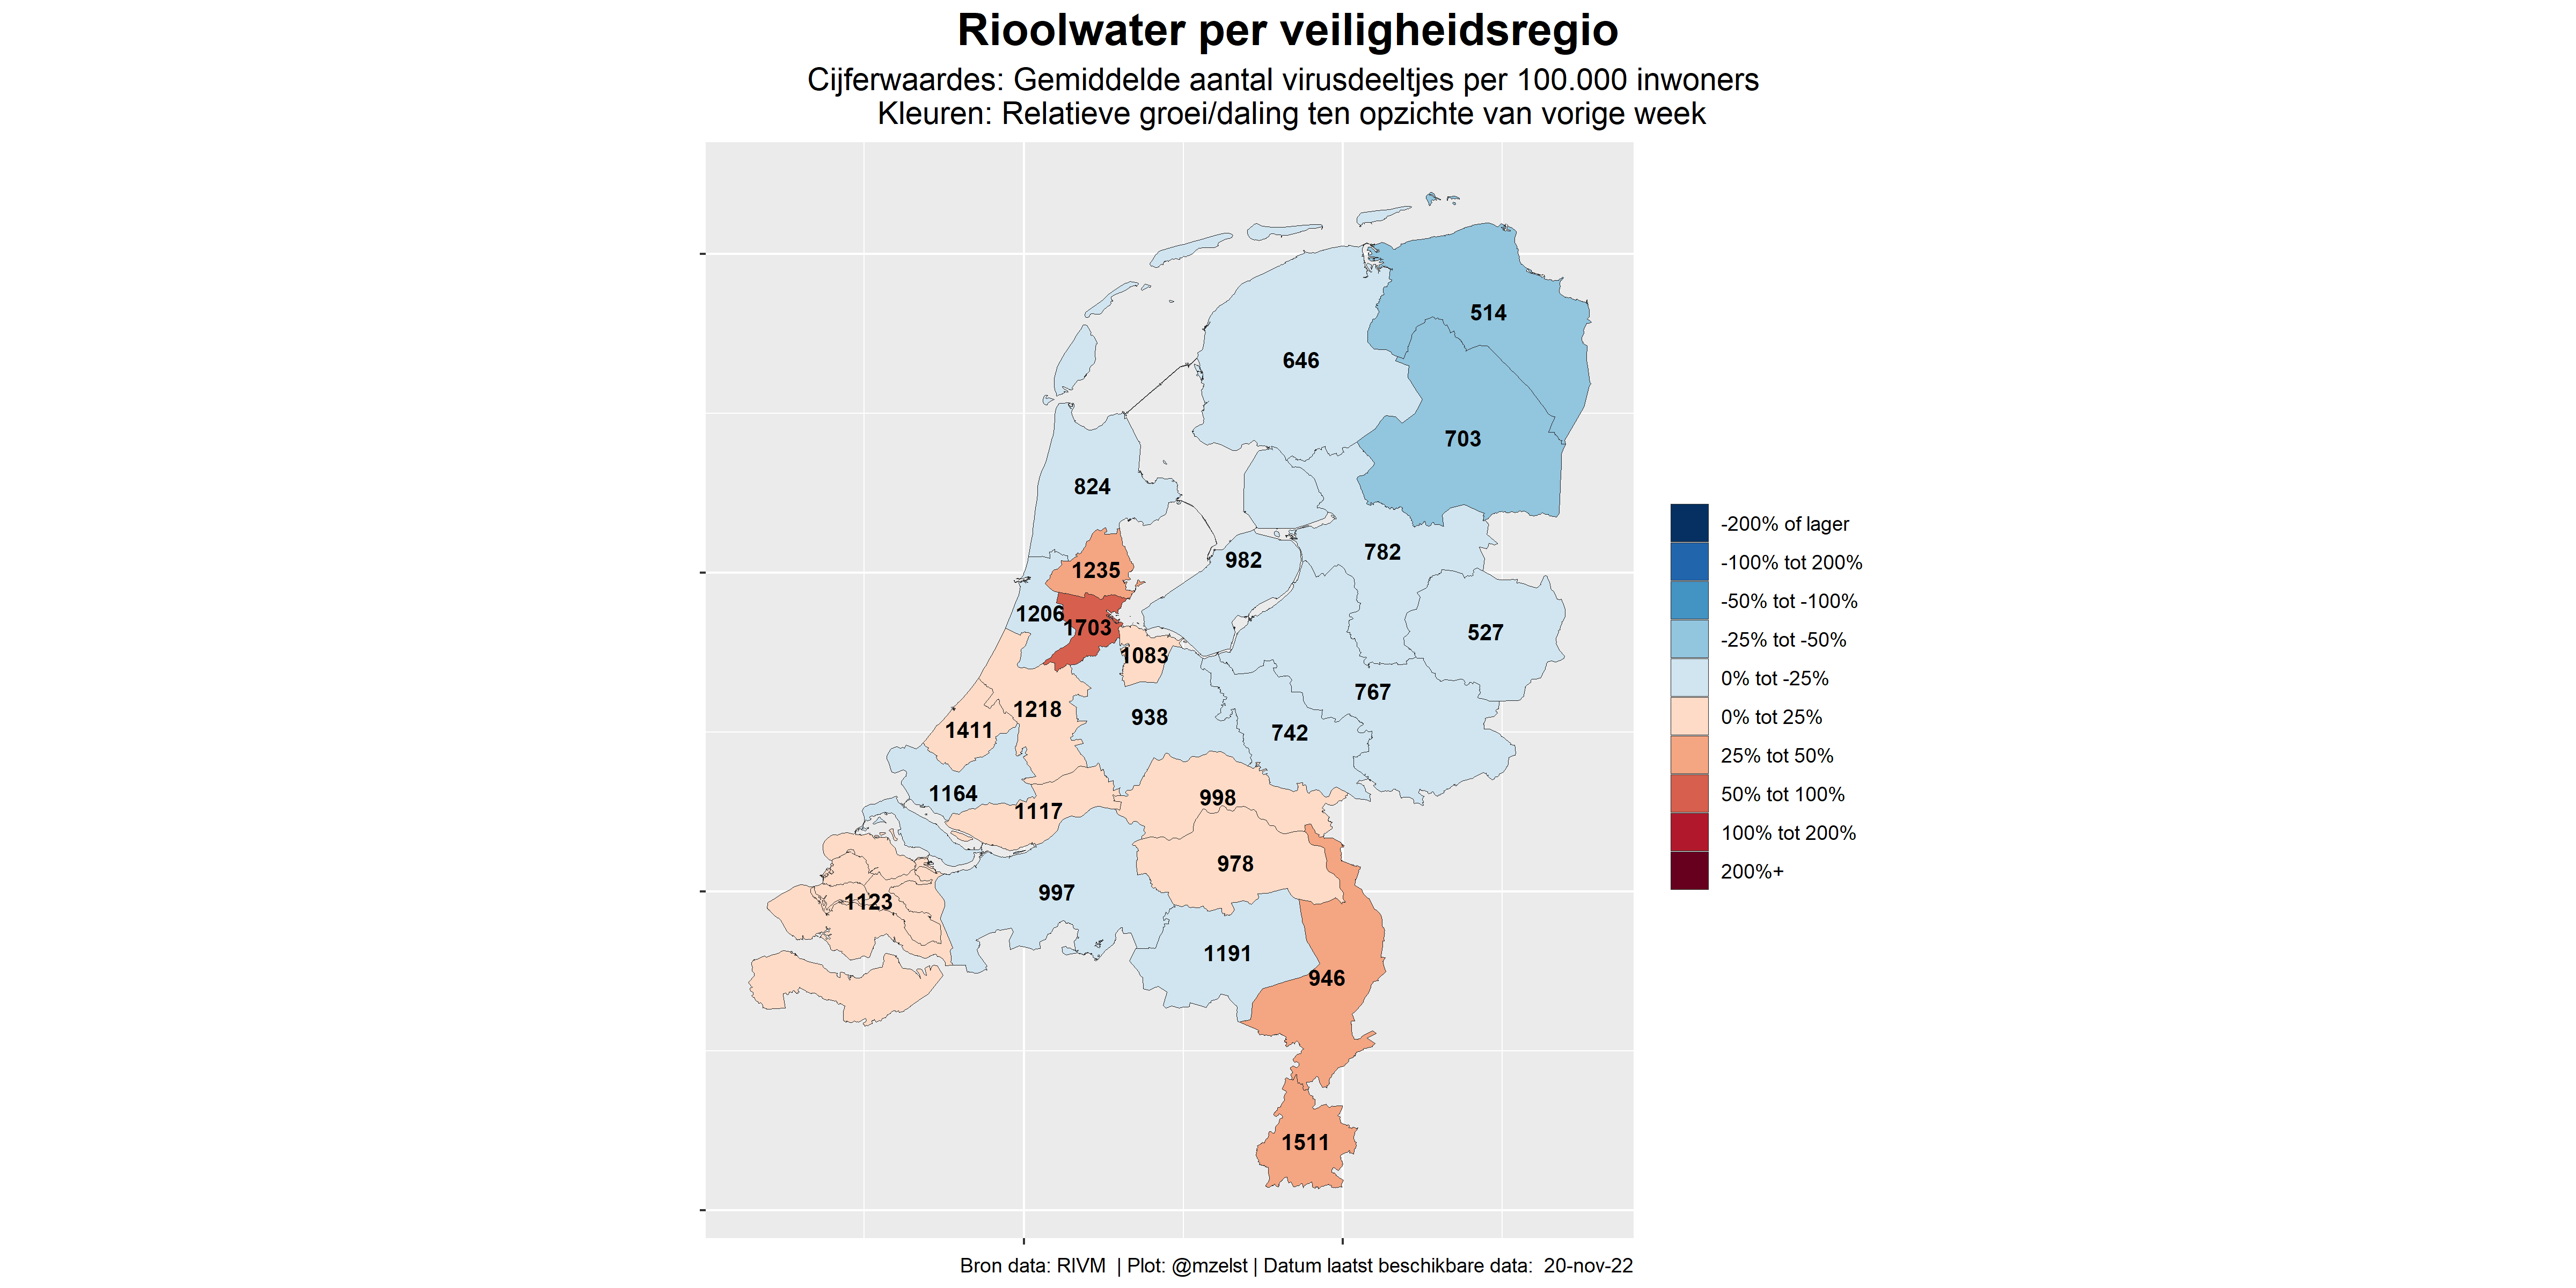 Rioolwater per veiligheidsregio
Cijferwaardes: Gemiddelde aantal virusdeeltjes per 100.000 inwoners
Kleuren: Relatieve groei/daling ten opzichte van vorige week
514
646
703
824
982
782
1235
1206
1703
527
1083
767
1218
938
1411
742
1164
998
1117
978
997
1123
1191
946
1511
-200% of lager
-100% tot 200%
-50% tot -100%
-25% tot -50%
0% tot -25%
0% tot 25%
25% tot 50%
50% tot 100%
100% tot 200%
200%+
Bron data: RIVM | Plot: @mzelst | Datum laatst beschikbare data: 20-nov-22